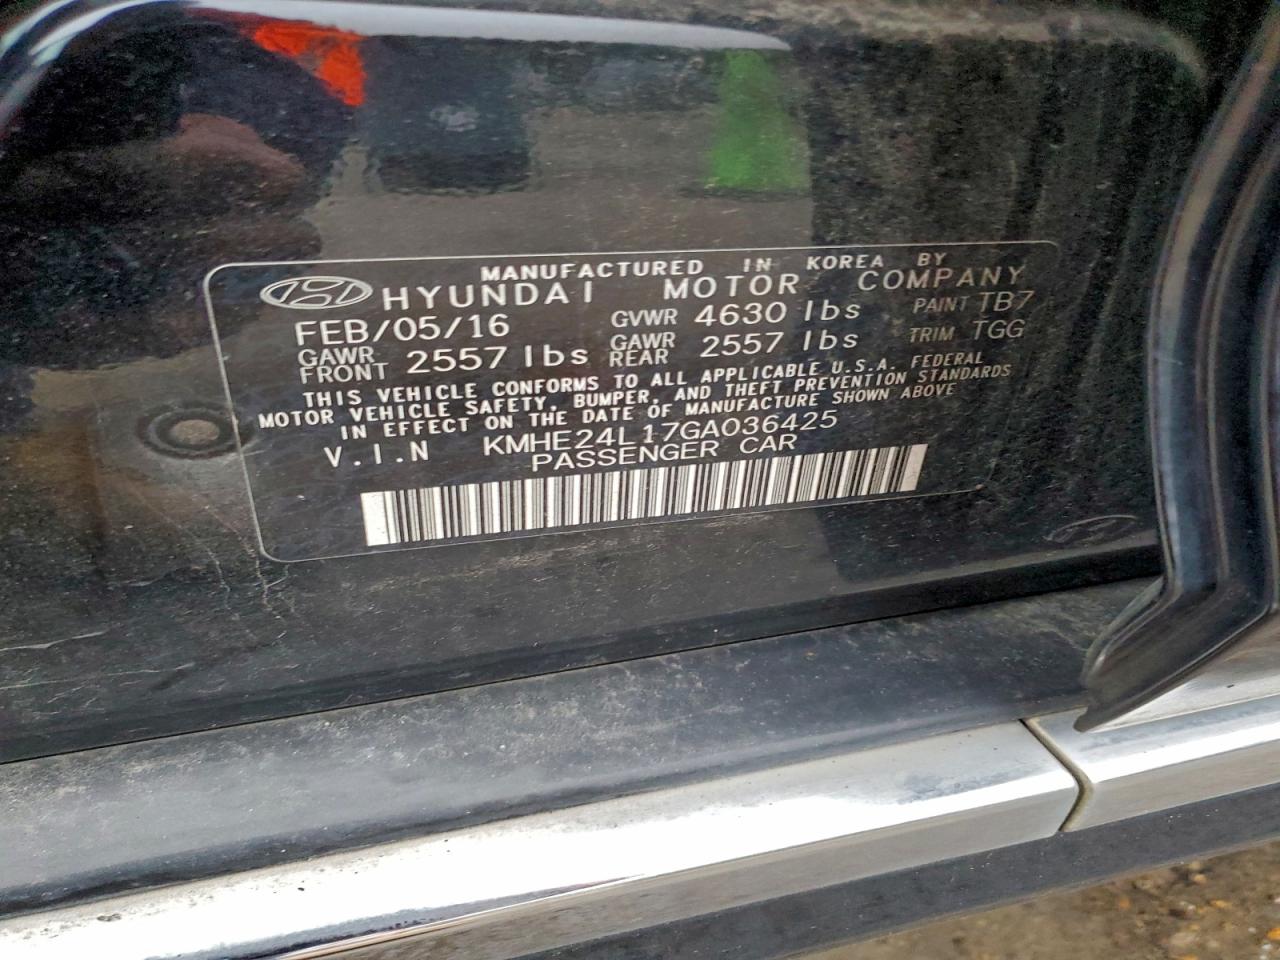 MANUFACTURED IN KOREA BY
HYUNDAI MOTOR COMPANY
FEB/05/16 GVWR 4630 lbs PAINT TB7
GAWR FRONT 2557 lbs GAWR REAR 2557 lbs TRIM TGG
THIS VEHICLE CONFORMS TO ALL APPLICABLE U.S.A. FEDERAL
MOTOR VEHICLE SAFETY, BUMPER, AND THEFT PREVENTION STANDARDS
IN EFFECT ON THE DATE OF MANUFACTURE SHOWN ABOVE
V.I.N KMHE24L17GA036425
PASSENGER CAR